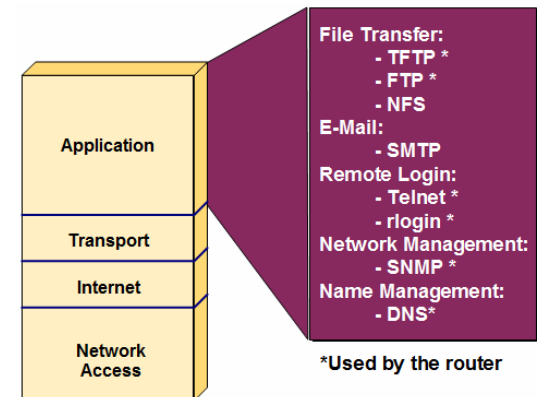 Application
Transport
Internet
Network
Access
File Transfer:
- TFTP *
- FTP *
- NFS
E-Mail:
- SMTP
Remote Login:
- Telnet *
- rlogin *
Network Management:
- SNMP *
Name Management:
- DNS*
*Used by the router